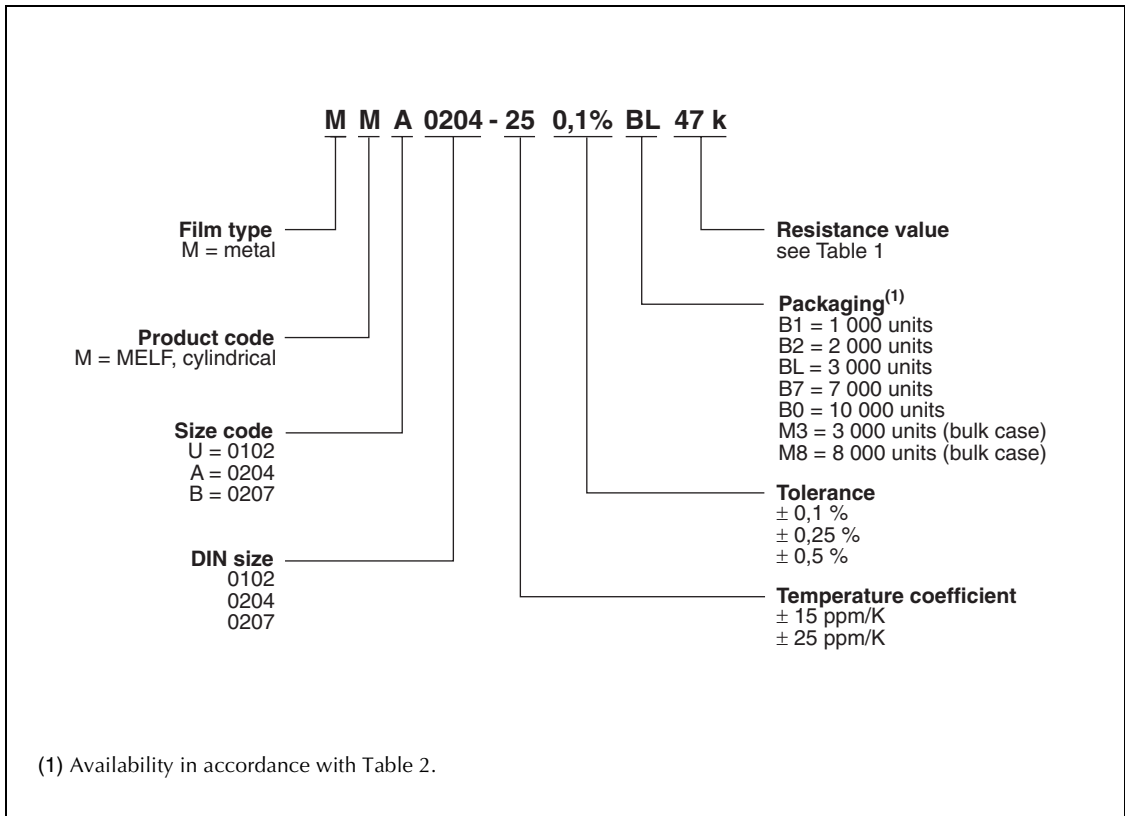 M M A 0204 - 25 0,1% BL 47 k
Film type
M = metal
Product code
M = MELF, cylindrical
Size code
U = 0102
A = 0204
B = 0207
DIN size
0102
0204
0207
Resistance value
see Table 1
Packaging(1)
B1 = 1 000 units
B2 = 2 000 units
BL = 3 000 units
B7 = 7 000 units
B0 = 10 000 units
M3 = 3 000 units (bulk case)
M8 = 8 000 units (bulk case)
Tolerance
± 0,1 %
± 0,25 %
± 0,5 %
Temperature coefficient
± 15 ppm/K
± 25 ppm/K
(1) Availability in accordance with Table 2.